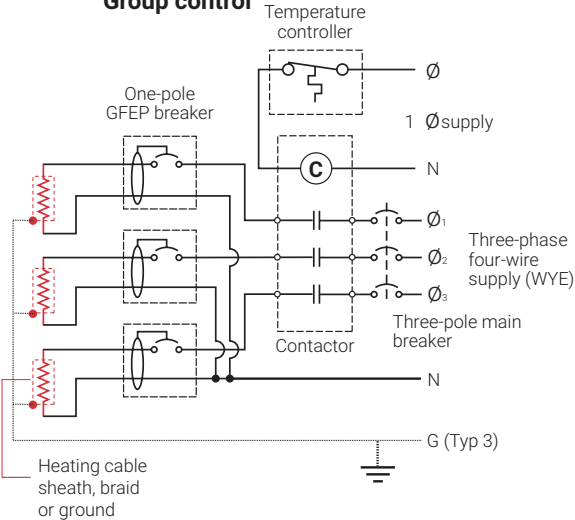 Group control
Temperature
controller
One-pole
GFEP breaker
Ø
1 Ø supply
C
N
Ø1
Ø2
Ø3
Three-phase
four-wire
supply (WYE)
Three-pole main
breaker
Contactor
N
G (Typ 3)
Heating cable
sheath, braid
or ground